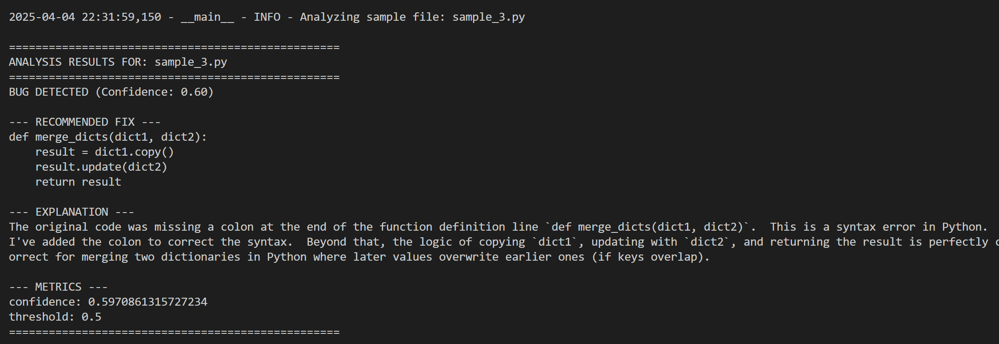 2025-04-04 22:31:59,150 - __main__ - INFO - Analyzing sample file: sample_3.py
==================================================
ANALYSIS RESULTS FOR: sample_3.py
==================================================
BUG DETECTED (Confidence: 0.60)
--- RECOMMENDED FIX ---
def merge_dicts(dict1, dict2):
    result = dict1.copy()
    result.update(dict2)
    return result
--- EXPLANATION ---
The original code was missing a colon at the end of the function definition line `def merge_dicts(dict1, dict2)`.  This is a syntax error in Python.
I've added the colon to correct the syntax.  Beyond that, the logic of copying `dict1`, updating with `dict2`, and returning the result is perfectly c
orrect for merging two dictionaries in Python where later values overwrite earlier ones (if keys overlap).
--- METRICS ---
confidence: 0.5970861315727234
threshold: 0.5
==================================================